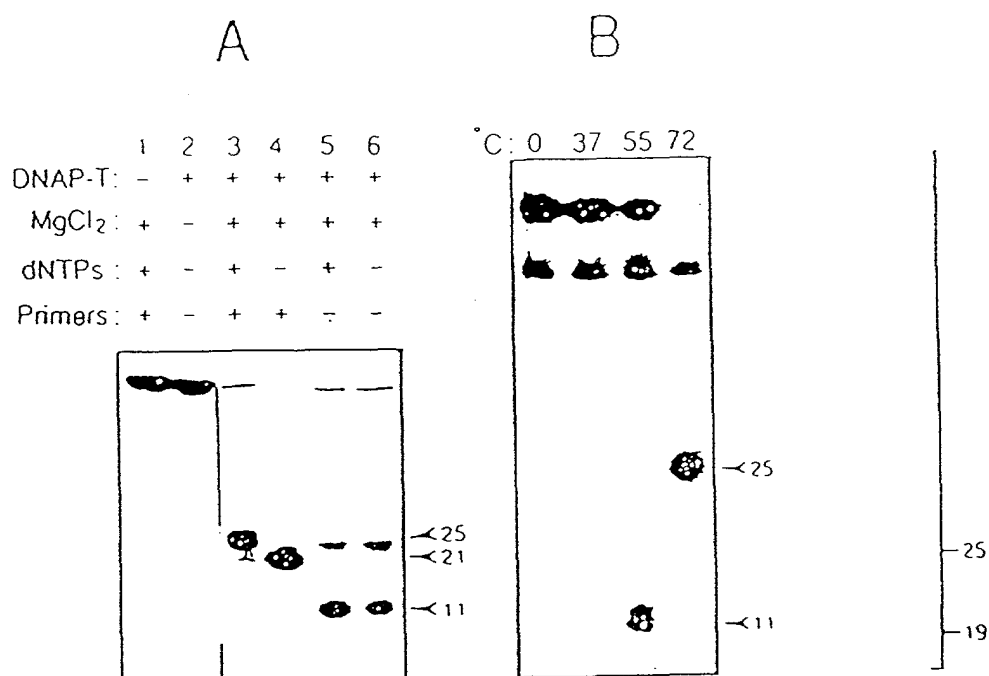 A
B
1 2 3 4 5 6
DNAP-T: - + + + + +
MgCl₂ : + - + + + +
dNTPs : + - + - + -
Primers : + - + + - -
25
21
11
°C: 0 37 55 72
25
11
25
19